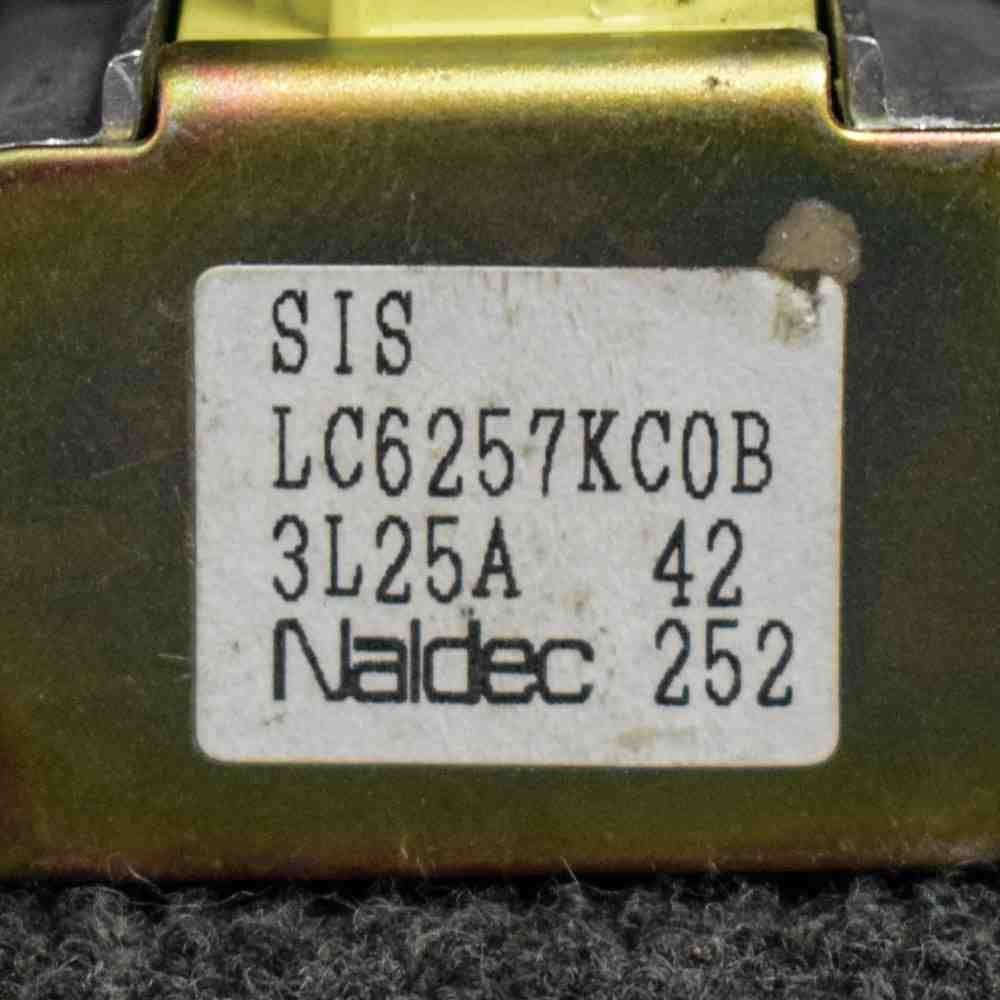 SIS
LC6257KC0B
3L25A 42
Naldec 252